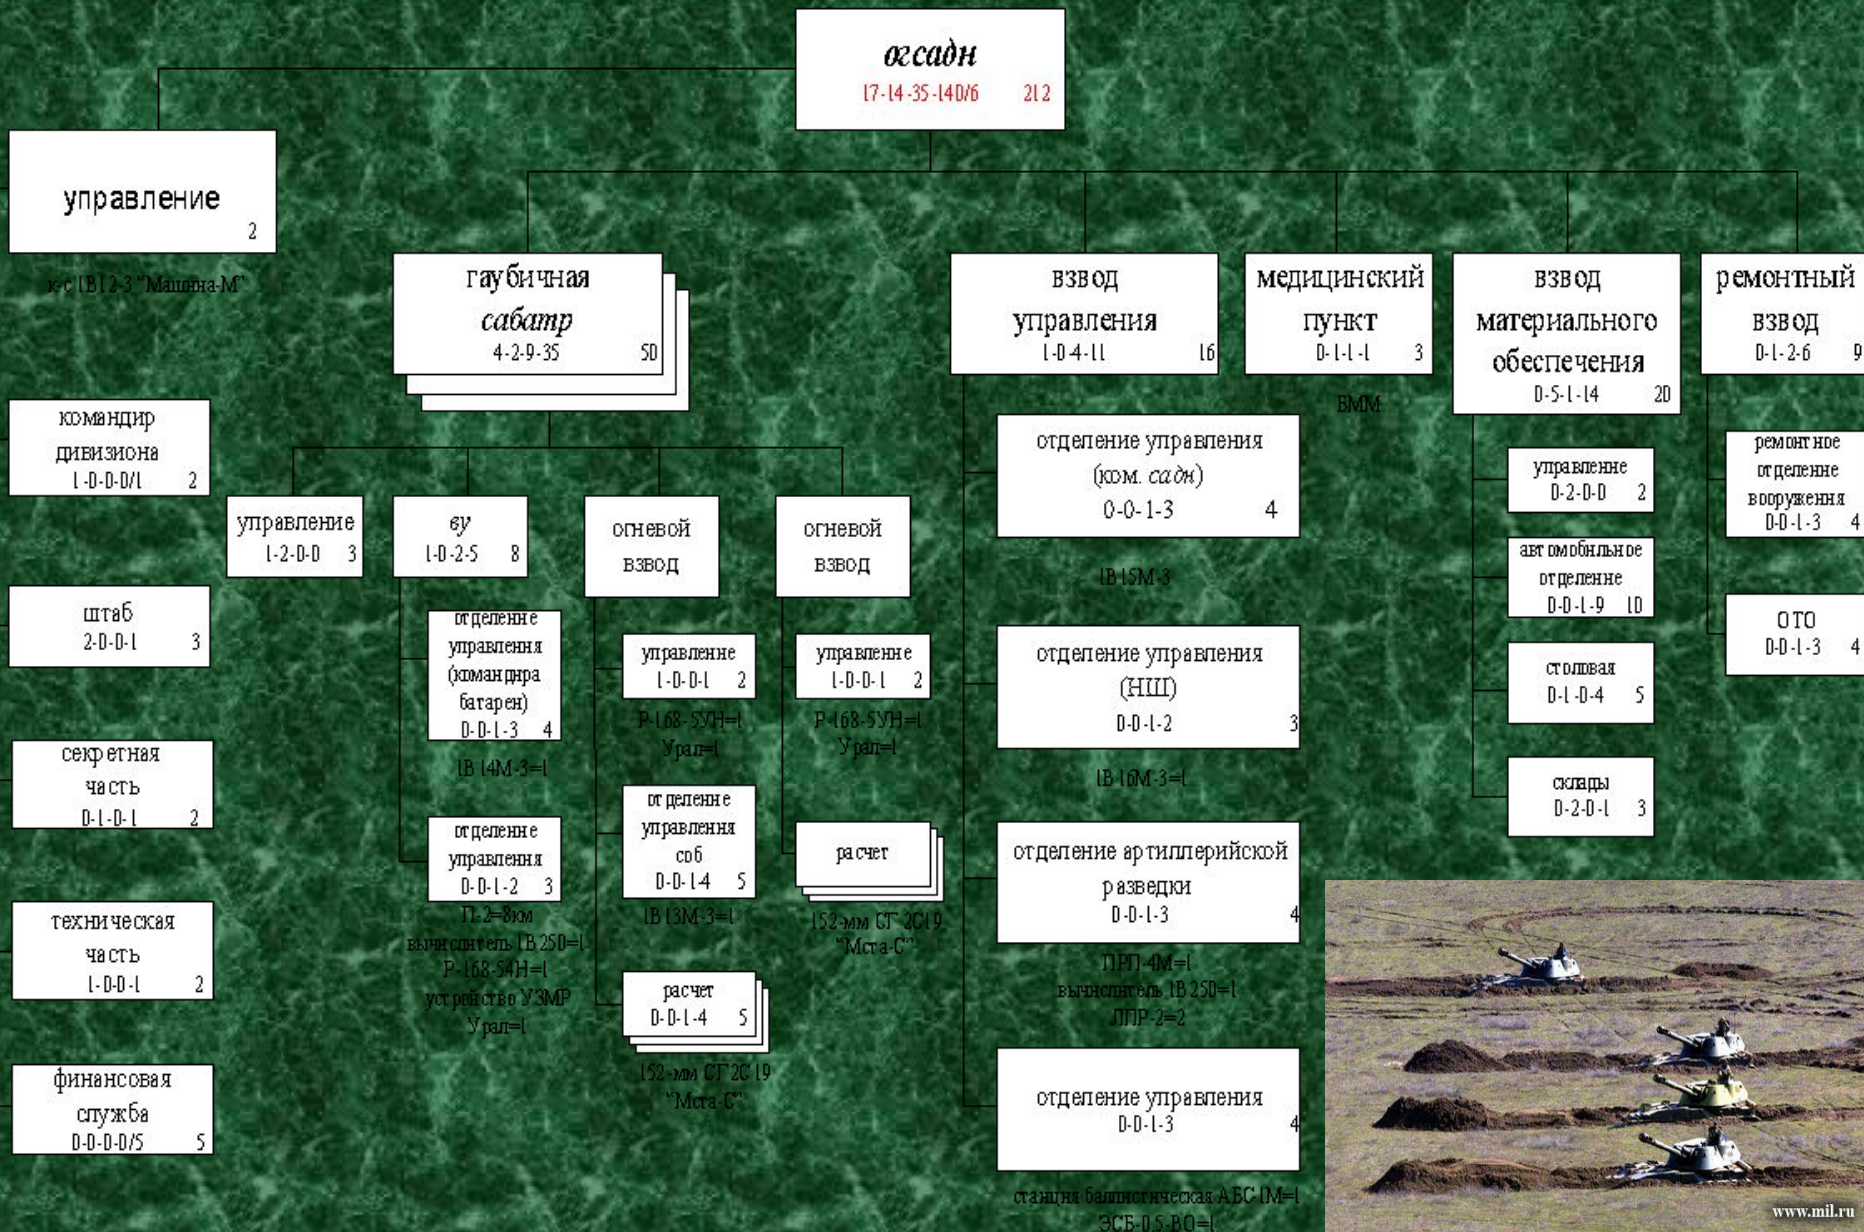 огсадн
17-14-35-140/6 212
управление
2
к-с 1В12-3 "Машина-М"
командир
дивизиона
1-0-0-0/1 2
штаб
2-0-0-1 3
секретная
часть
0-1-0-1 2
техническая
часть
1-0-0-1 2
финансовая
служба
0-0-0-0/5 5
гаубичная
сабатр
4-2-9-35 50
управление
1-2-0-0 3
ву
1-0-2-5 8
отделение
управления
(командира
батареи)
0-0-1-3 4
1В14М-3=1
отделение
управления
0-0-1-2 3
П-2=8км
вычислитель 1В250=1
Р-168-54Н=1
устройство УЗМР
Урал=1
огневой
взвод
управление
1-0-0-1 2
Р-168-5УН=1
Урал=1
отделение
управления
соб
0-0-1-4 5
1В13М-3=1
расчет
0-0-1-4 5
152-мм СГ 2С19
"Мста-С"
огневой
взвод
управление
1-0-0-1 2
Р-168-5УН=1
Урал=1
расчет
152-мм СГ 2С19
"Мста-С"
взвод
управления
1-0-4-11 16
отделение управления
(ком. садн)
0-0-1-3 4
1В15М-3
отделение управления
(НШ)
0-0-1-2 3
1В16М-3=1
отделение артиллерийской
разведки
0-0-1-3 4
ПРП-4М=1
вычислитель 1В250=1
ЛПР-2=2
отделение управления
0-0-1-3 4
станция баллистическая АБС1М=1
ЭСБ-0,5-ВО=1
медицинский
пункт
0-1-1-1 3
БММ
взвод
материального
обеспечения
0-5-1-14 20
управление
0-2-0-0 2
автомобильное
отделение
0-0-1-9 10
столовая
0-1-0-4 5
склады
0-2-0-1 3
ремонтный
взвод
0-1-2-6 9
ремонтное
отделение
вооружения
0-0-1-3 4
ОТО
0-0-1-3 4
www.mil.ru